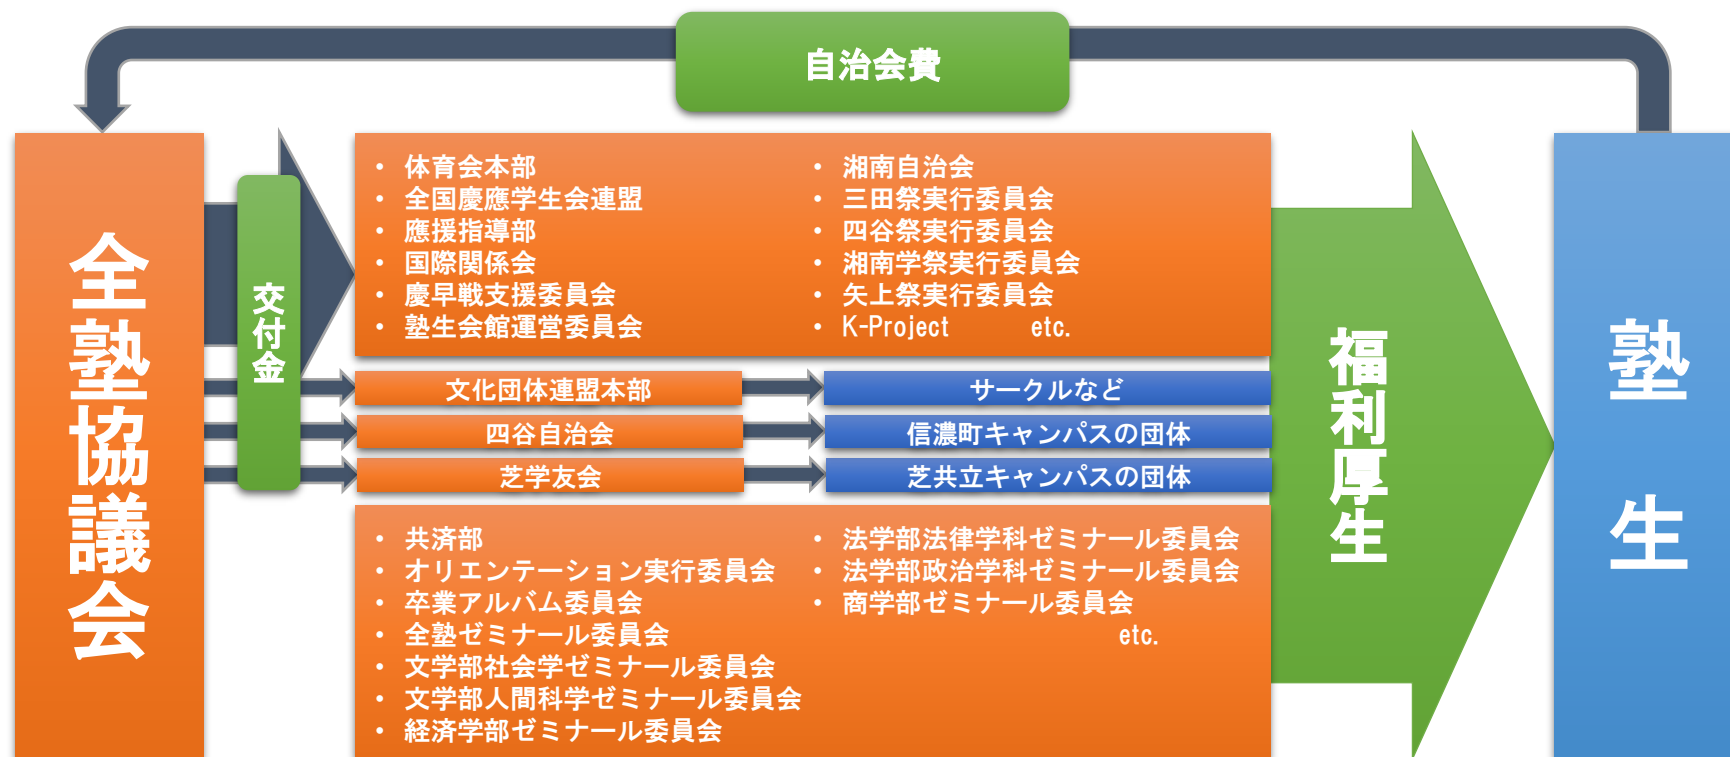 自治会費
全塾協議会
交付金
・ 体育会本部
・ 全国慶應学生会連盟
・ 應援指導部
・ 国際関係会
・ 慶早戦支援委員会
・ 塾生会館運営委員会
・ 湘南自治会
・ 三田祭実行委員会
・ 四谷祭実行委員会
・ 湘南学祭実行委員会
・ 矢上祭実行委員会
・ K-Project etc.
文化団体連盟本部
サークルなど
四谷自治会
信濃町キャンパスの団体
芝学友会
芝共立キャンパスの団体
・ 共済部
・ オリエンテーション実行委員会
・ 卒業アルバム委員会
・ 全塾ゼミナール委員会
・ 文学部社会学ゼミナール委員会
・ 文学部人間科学ゼミナール委員会
・ 経済学部ゼミナール委員会
・ 法学部法律学科ゼミナール委員会
・ 法学部政治学科ゼミナール委員会
・ 商学部ゼミナール委員会
etc.
福利厚生
塾生